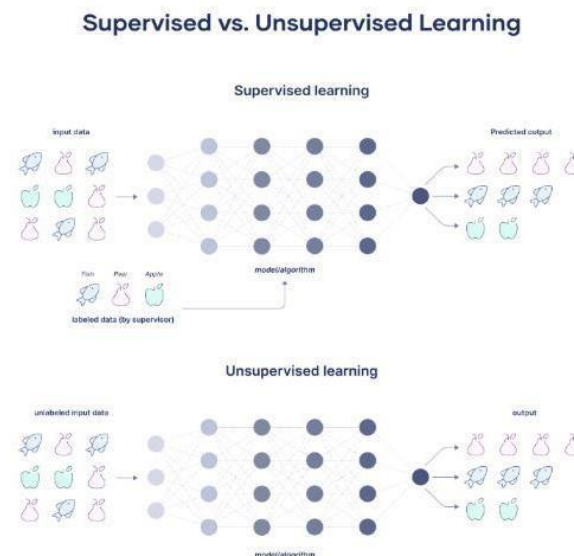 Supervised vs. Unsupervised Learning
Supervised learning
input data
Predicted output
model/algorithm
Fish Pear Apple
labeled data (by supervisor)
Unsupervised learning
unlabeled input data
output
model/algorithm